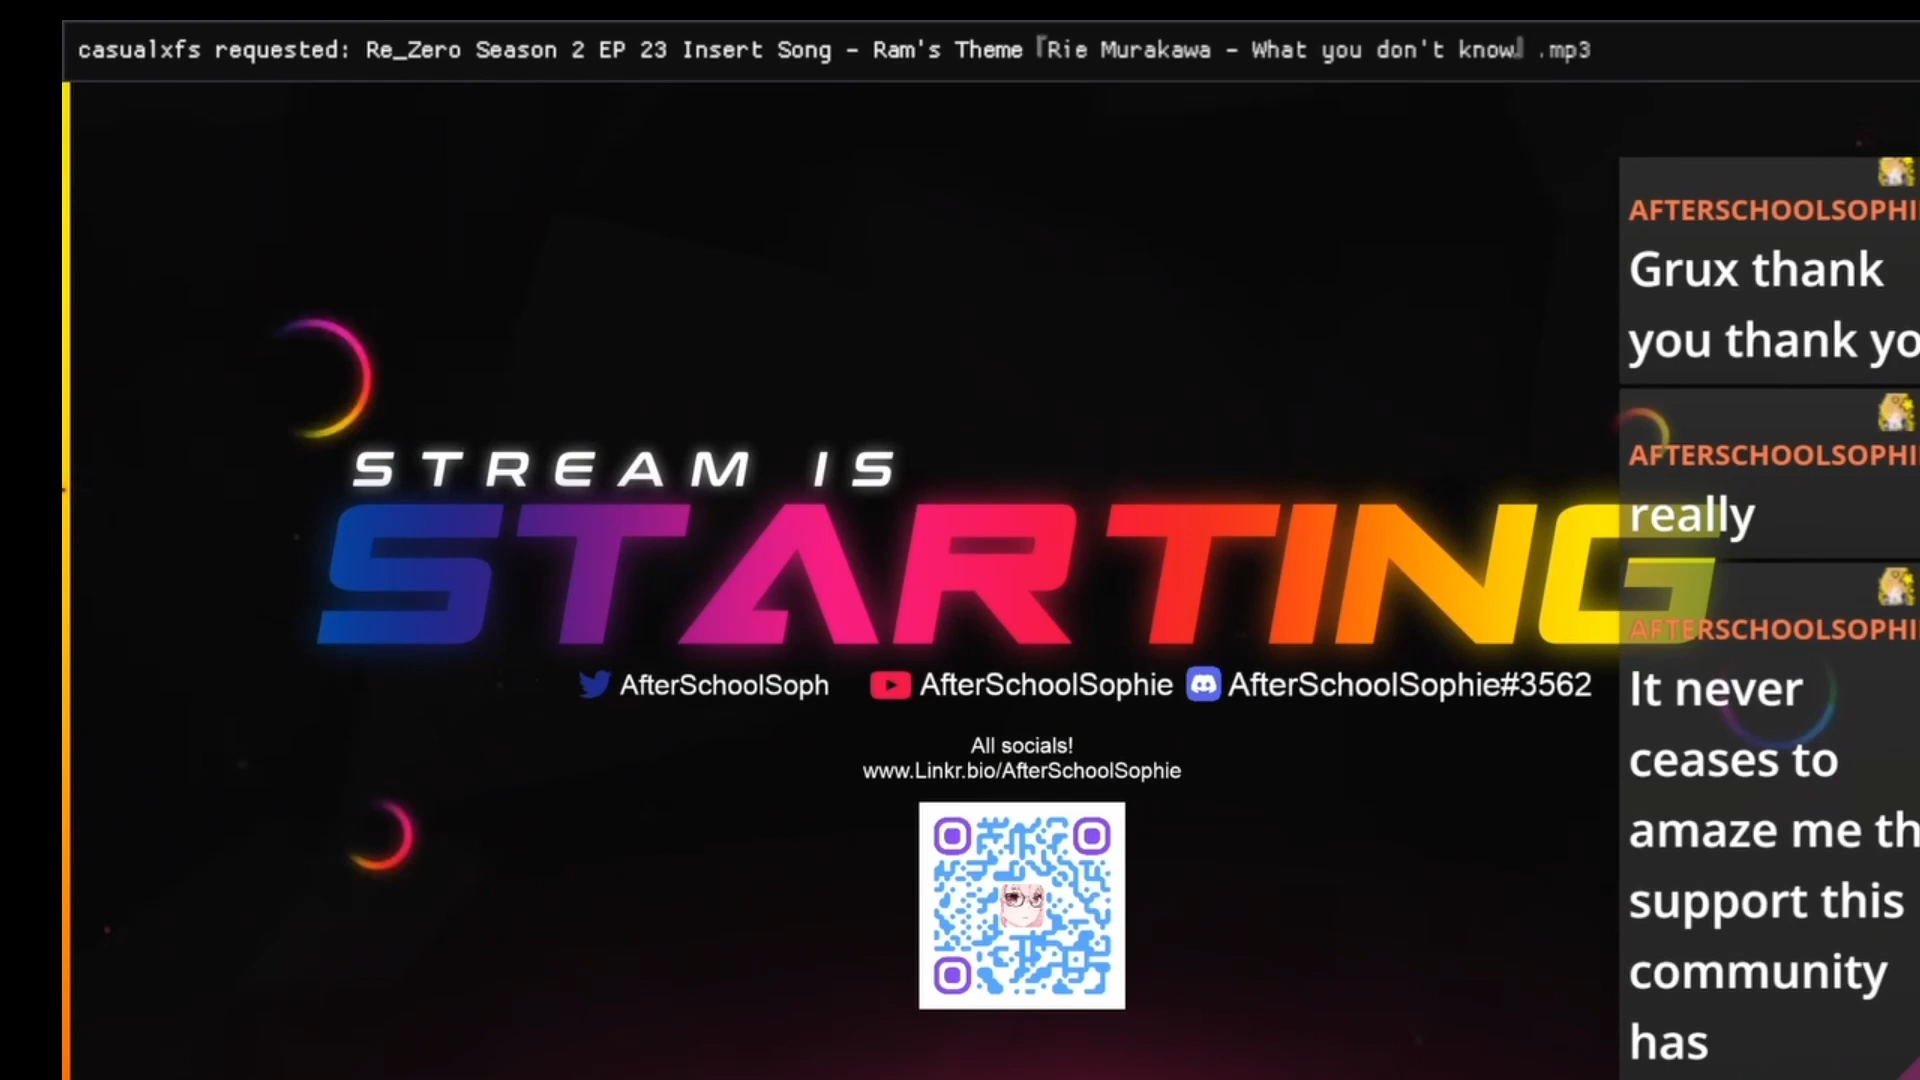 casualxfs requested: Re_Zero Season 2 EP 23 Insert Song - Ram's Theme『Rie Murakawa - What you don't know』.mp3
STREAM IS
STARTING
AfterSchoolSoph AfterSchoolSophie AfterSchoolSophie#3562
All socials!
www.Linkr.bio/AfterSchoolSophie
AFTERSCHOOLSOPHI
Grux thank
you thank yo
AFTERSCHOOLSOPHI
really
AFTERSCHOOLSOPHI
It never
ceases to
amaze me th
support this
community
has